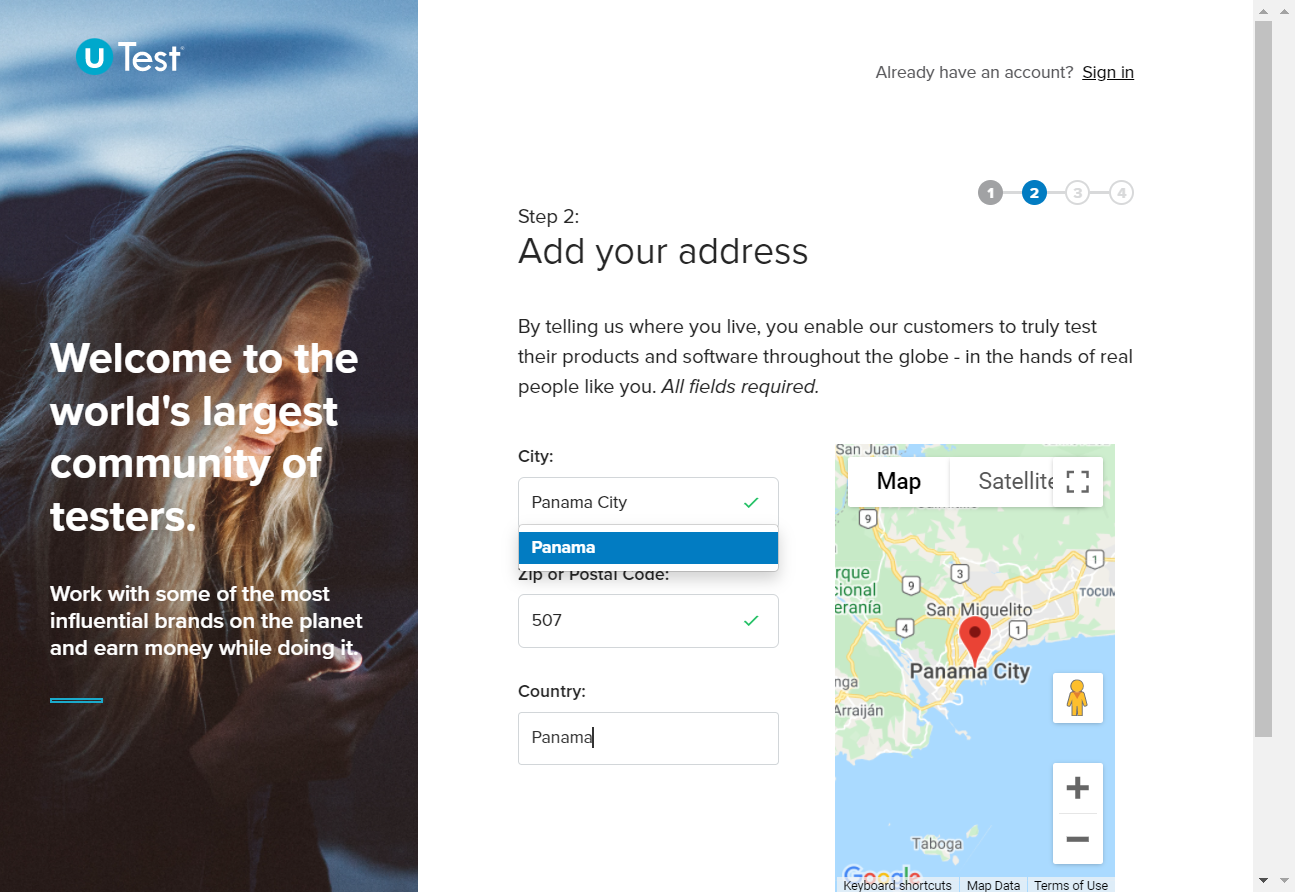 U Test
Already have an account? Sign in
1 2 3 4
Step 2:
Add your address
By telling us where you live, you enable our customers to truly test
their products and software throughout the globe - in the hands of real
people like you. All fields required.
Welcome to the
world's largest
community of
testers.
Work with some of the most
influential brands on the planet
and earn money while doing it.
City:
Panama City
Panama
Zip or Postal Code:
507
Country:
Panama
San Juan
Map
Satellite
9
1
3
9
rque
cional
eranía
TOCUM
San Miguelito
4
1
Panama City
nga
Arraiján
Taboga
Google
Keyboard shortcuts Map Data Terms of Use